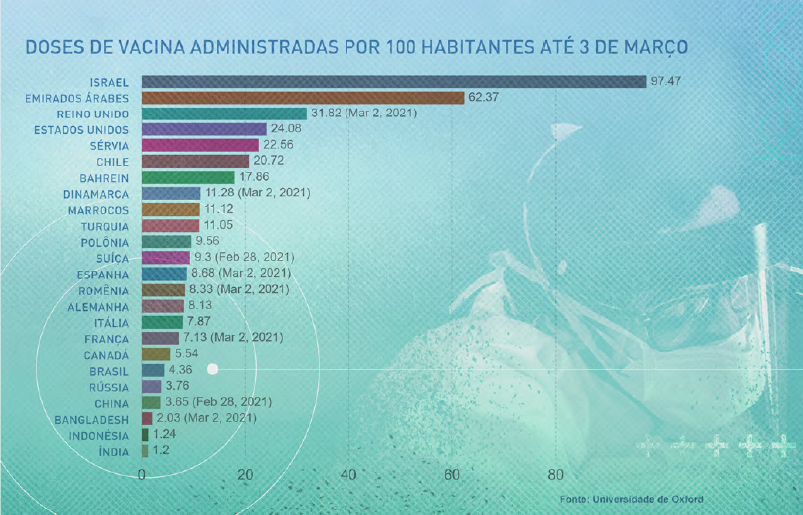 DOSES DE VACINA ADMINISTRADAS POR 100 HABITANTES ATÉ 3 DE MARÇO
ISRAEL 97.47
EMIRADOS ÁRABES 62.37
REINO UNIDO 31.82 (Mar 2, 2021)
ESTADOS UNIDOS 24.08
SÉRVIA 22.56
CHILE 20.72
BAHREIN 17.86
DINAMARCA 11.28 (Mar 2, 2021)
MARROCOS 11.12
TURQUIA 11.05
POLÔNIA 9.56
SUÍÇA 9.3 (Feb 28, 2021)
ESPANHA 8.68 (Mar 2, 2021)
ROMÊNIA 8.33 (Mar 2, 2021)
ALEMANHA 8.13
ITÁLIA 7.87
FRANÇA 7.13 (Mar 2, 2021)
CANADÁ 5.54
BRASIL 4.36
RÚSSIA 3.76
CHINA 3.65 (Feb 28, 2021)
BANGLADESH 2.03 (Mar 2, 2021)
INDONÉSIA 1.24
ÍNDIA 1.2
0 20 40 60 80
Fonte: Universidade de Oxford